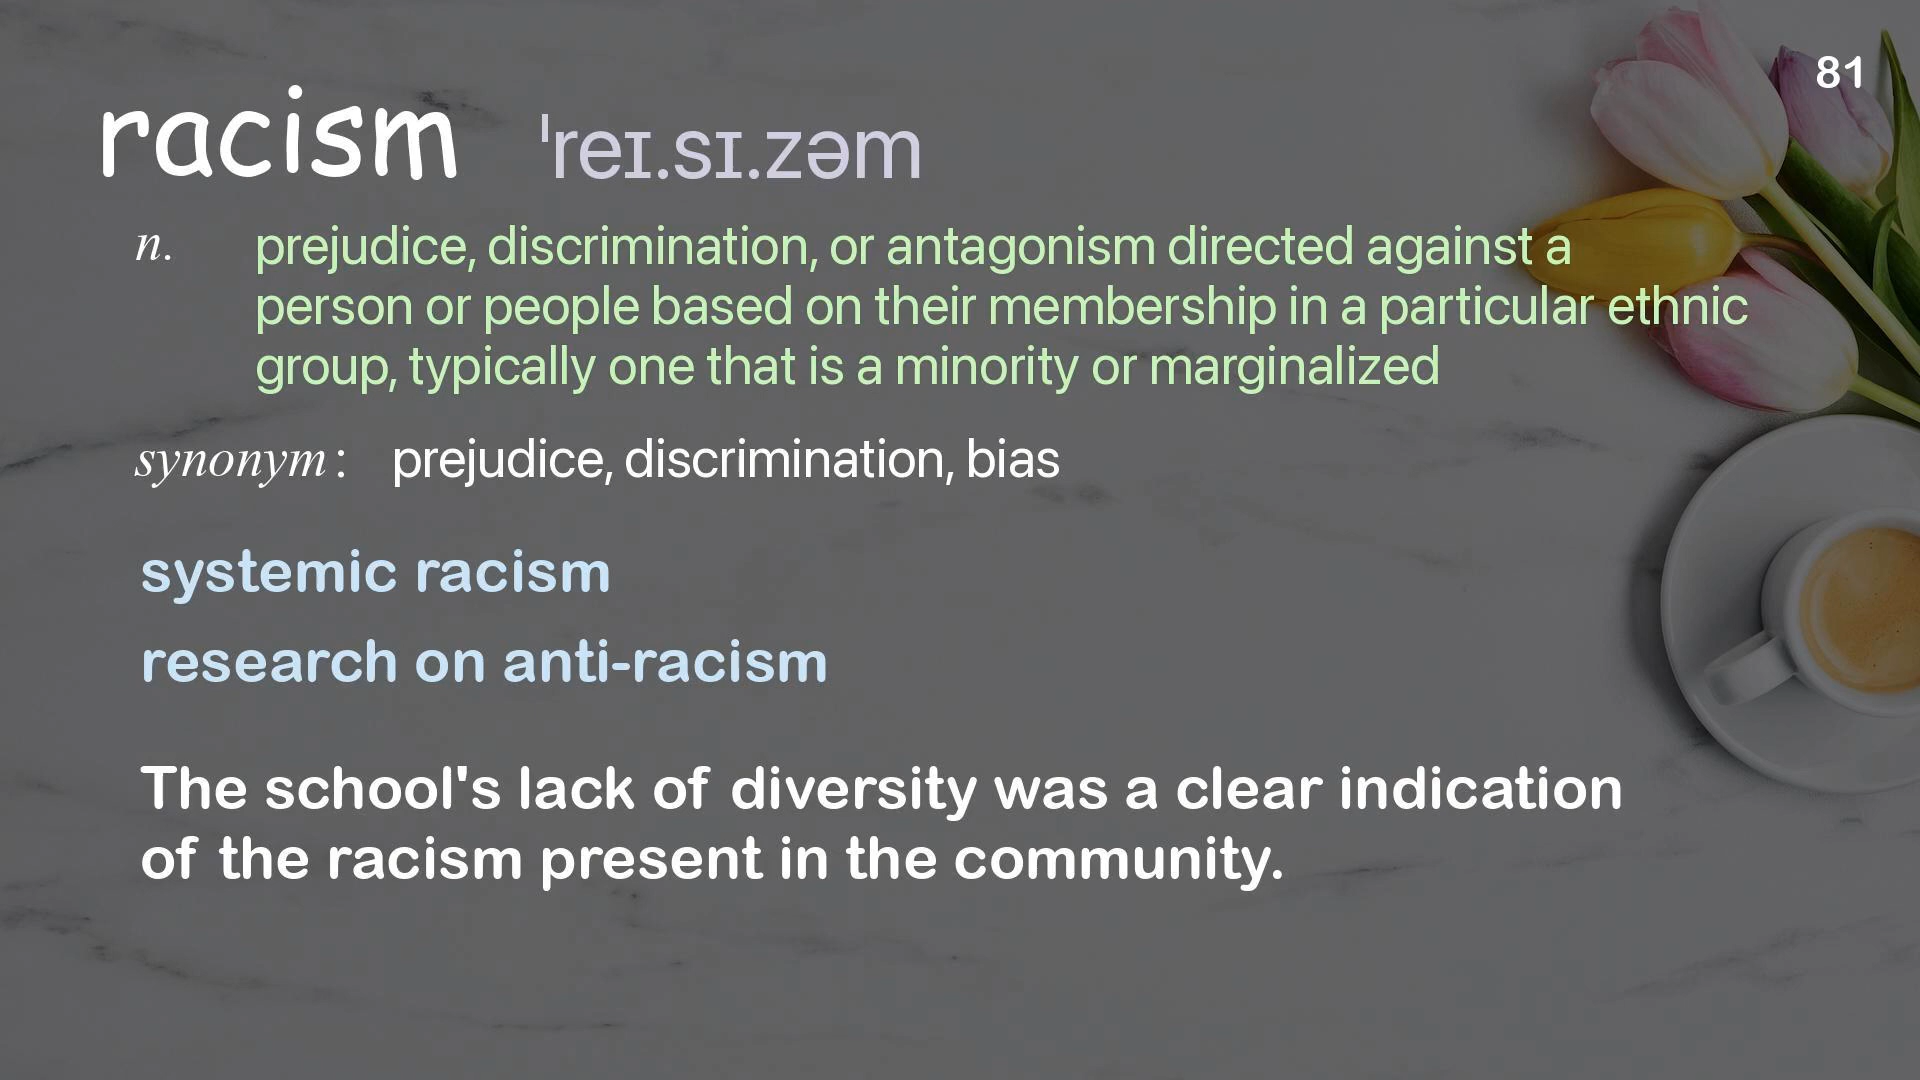 81
racism ˈreɪ.sɪ.zəm
n. prejudice, discrimination, or antagonism directed against a
person or people based on their membership in a particular ethnic
group, typically one that is a minority or marginalized
synonym: prejudice, discrimination, bias
systemic racism
research on anti-racism
The school's lack of diversity was a clear indication
of the racism present in the community.